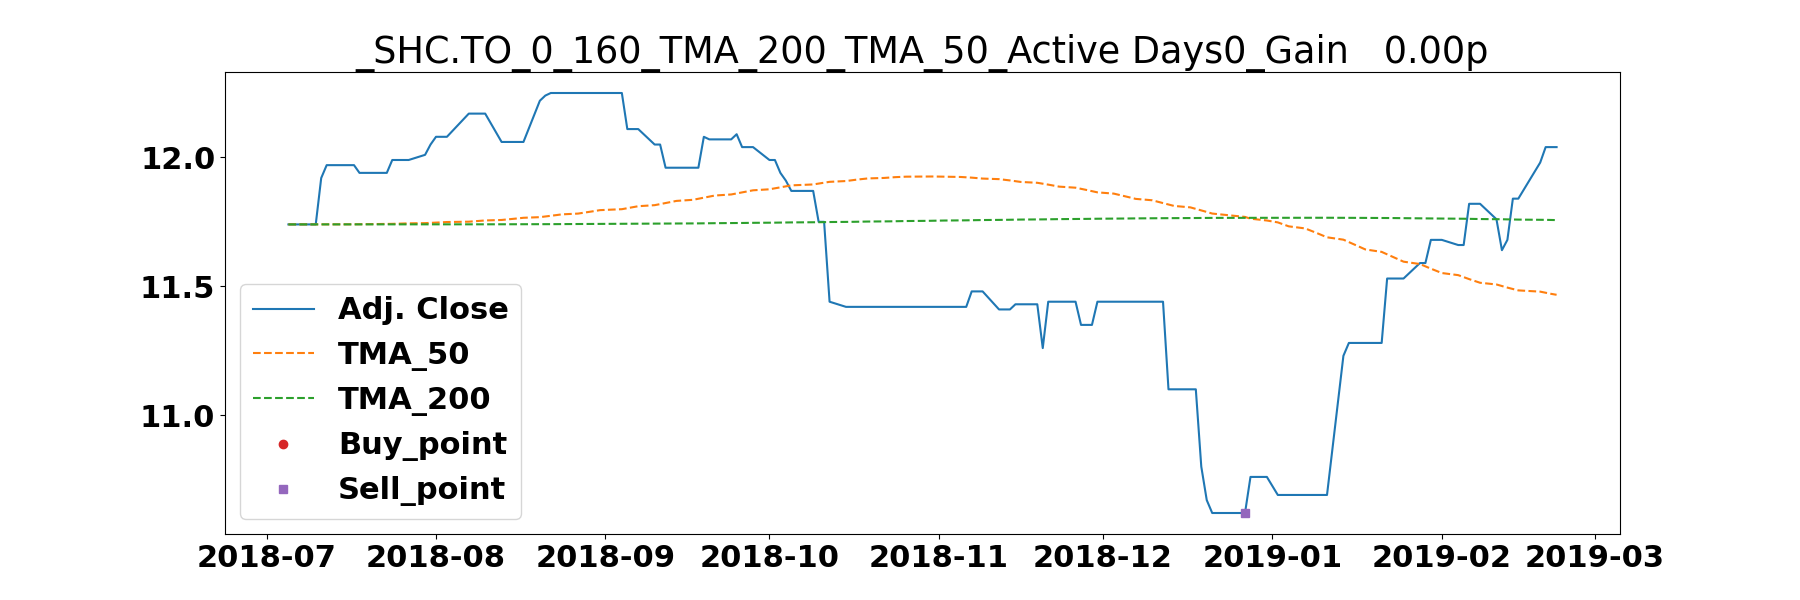 _SHC.TO_0_160_TMA_200_TMA_50_Active Days0_Gain   0.00p
12.0
11.5
11.0
Adj. Close
TMA_50
TMA_200
Buy_point
Sell_point
2018-07 2018-08 2018-09 2018-10 2018-11 2018-12 2019-01 2019-02 2019-03